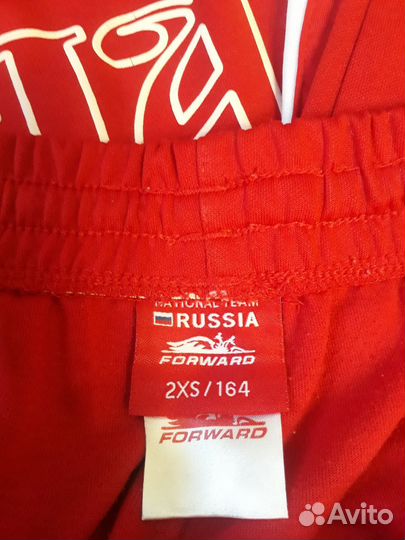 NATIONAL TEAM
RUSSIA
FORWARD
2XS/164
FORWARD
Avito